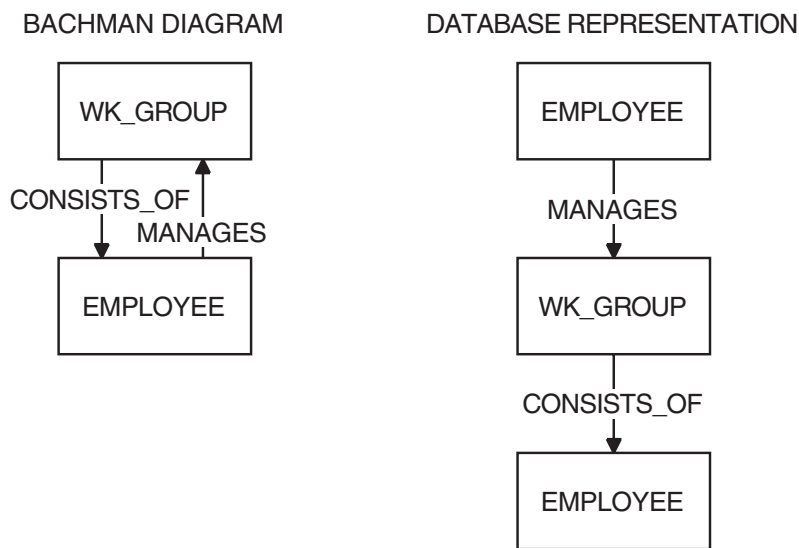 BACHMAN DIAGRAM
WK_GROUP
CONSISTS_OF
MANAGES
EMPLOYEE
DATABASE REPRESENTATION
EMPLOYEE
MANAGES
WK_GROUP
CONSISTS_OF
EMPLOYEE